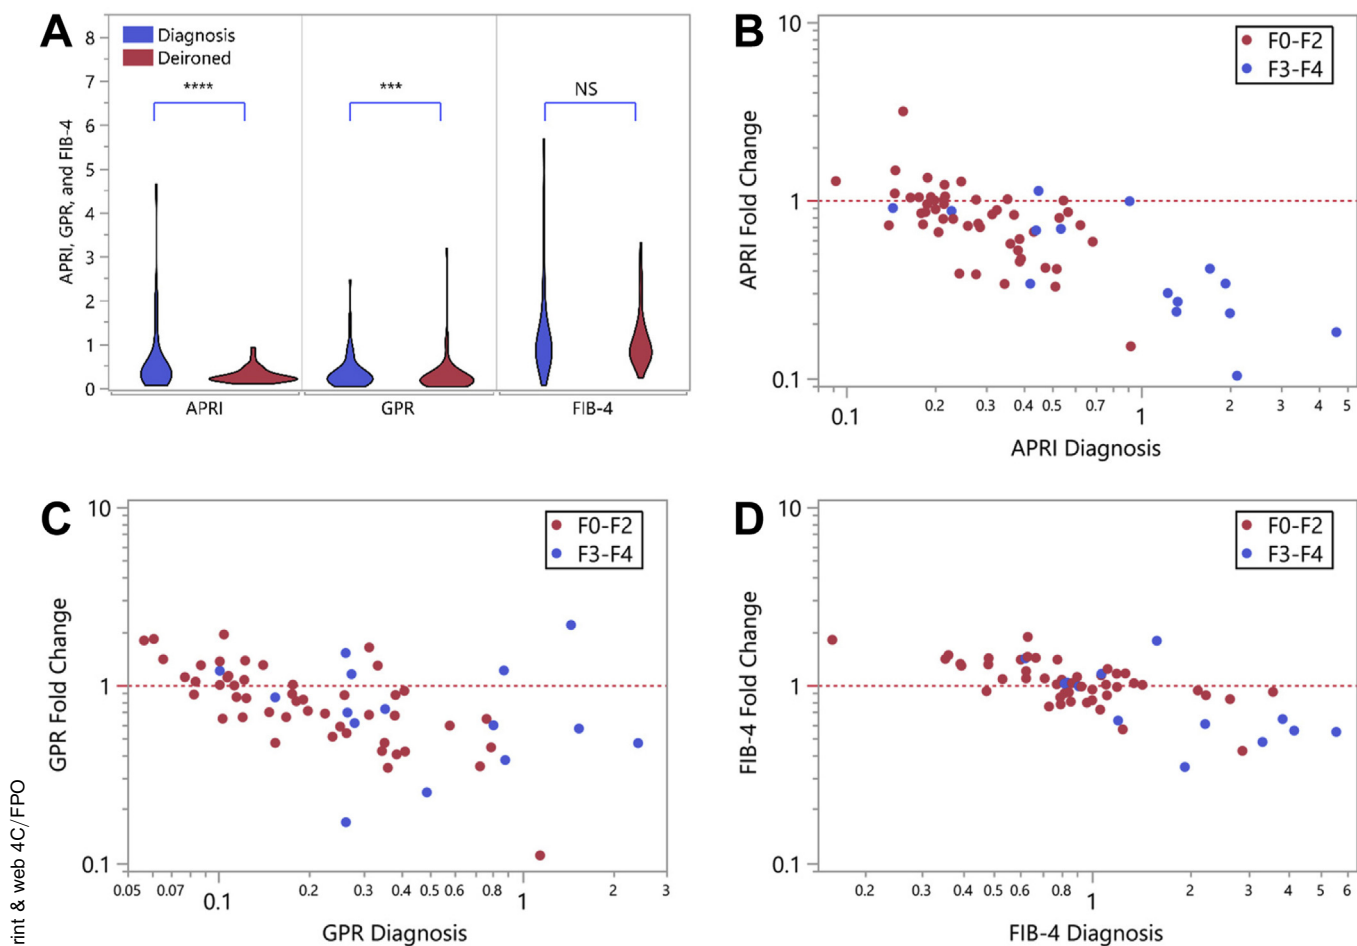 A
8
7
6
5
4
3
2
1
0
APRI, GPR, and FIB-4
Diagnosis
Deironed
****
***
NS
APRI
GPR
FIB-4
B
10
1
0.1
APRI Fold Change
F0-F2
F3-F4
0.1
0.2
0.3
0.4
0.5
0.7
1
2
3
4
5
APRI Diagnosis
C
10
1
0.1
GPR Fold Change
F0-F2
F3-F4
0.05
0.07
0.1
0.2
0.3
0.4
0.5
0.6
0.8
1
2
3
GPR Diagnosis
D
10
1
0.1
FIB-4 Fold Change
F0-F2
F3-F4
0.2
0.3
0.4
0.5
0.6
0.8
1
2
3
4
5
6
FIB-4 Diagnosis
rint & web 4C/FPO